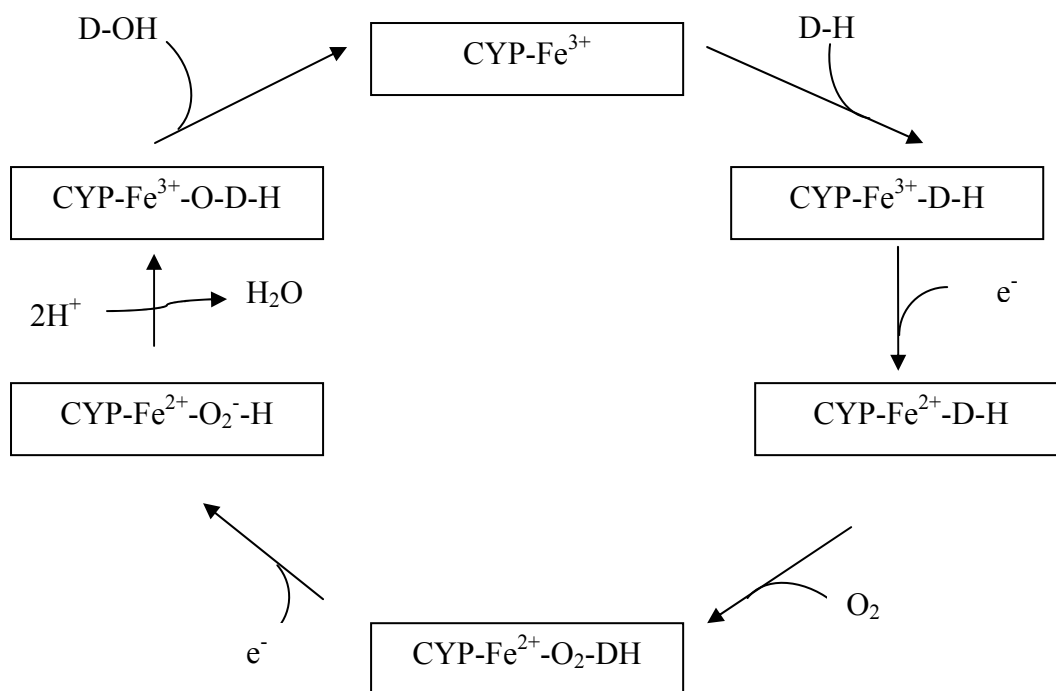 D-OH
CYP-Fe³⁺
D-H
CYP-Fe³⁺-O-D-H
CYP-Fe³⁺-D-H
2H⁺
H₂O
e⁻
CYP-Fe²⁺-O₂⁻-H
CYP-Fe²⁺-D-H
e⁻
CYP-Fe²⁺-O₂-DH
O₂